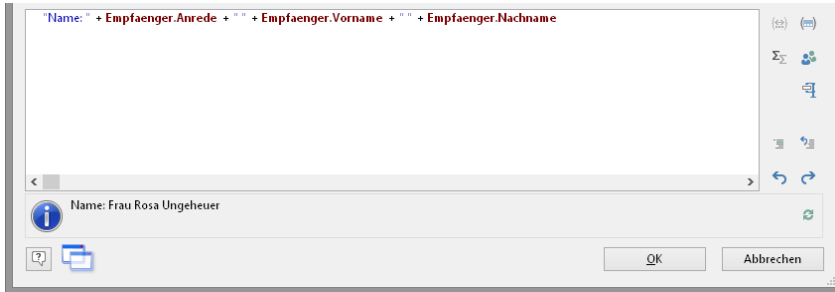 "Name: " + Empfaenger.Anrede + " " + Empfaenger.Vorname + " " + Empfaenger.Nachname
Name: Frau Rosa Ungeheuer
OK
Abbrechen